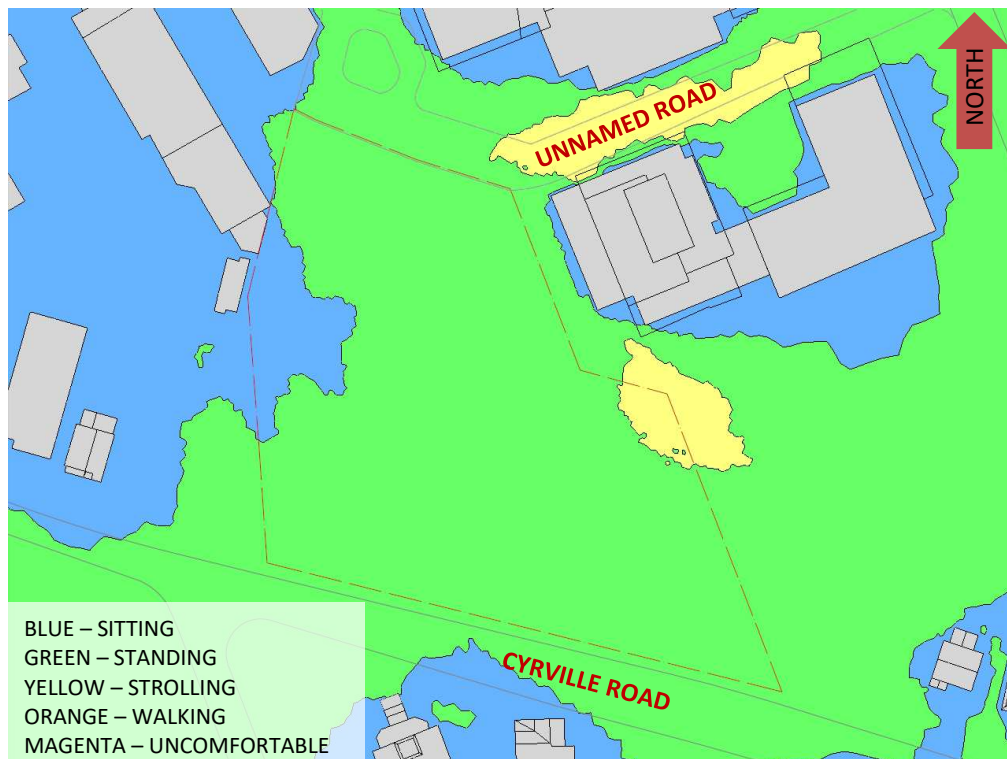 NORTH
UNNAMED ROAD
CYRVILLE ROAD
BLUE – SITTING
GREEN – STANDING
YELLOW – STROLLING
ORANGE – WALKING
MAGENTA – UNCOMFORTABLE